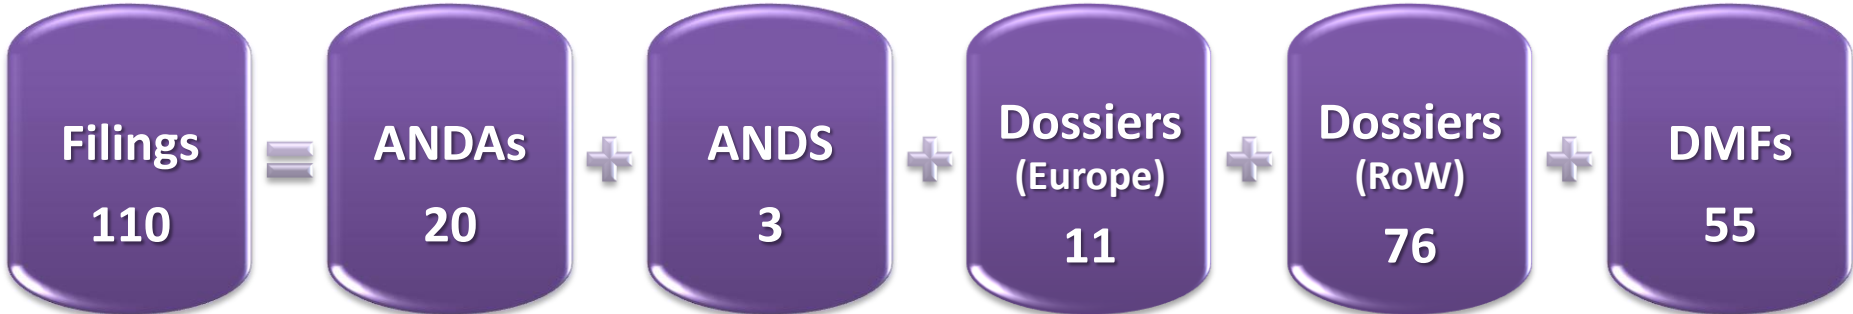 Filings
110
=
ANDAs
20
+
ANDS
3
+
Dossiers
(Europe)
11
+
Dossiers
(RoW)
76
+
DMFs
55